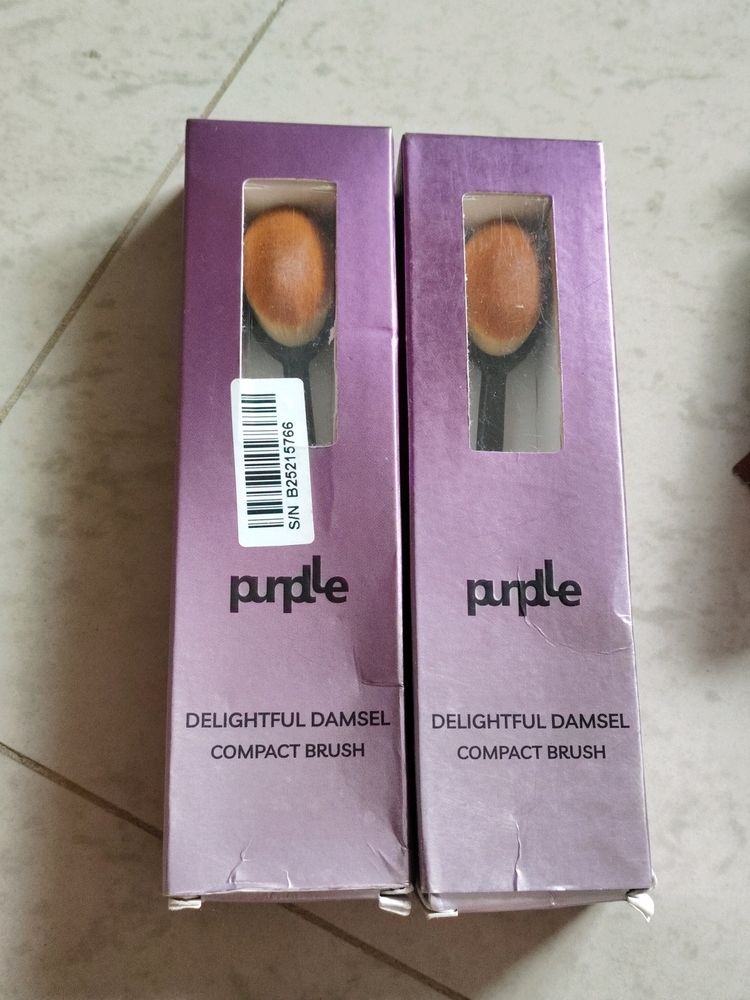 S/N B25215766
purplle
DELIGHTFUL DAMSEL
COMPACT BRUSH
purplle
DELIGHTFUL DAMSEL
COMPACT BRUSH